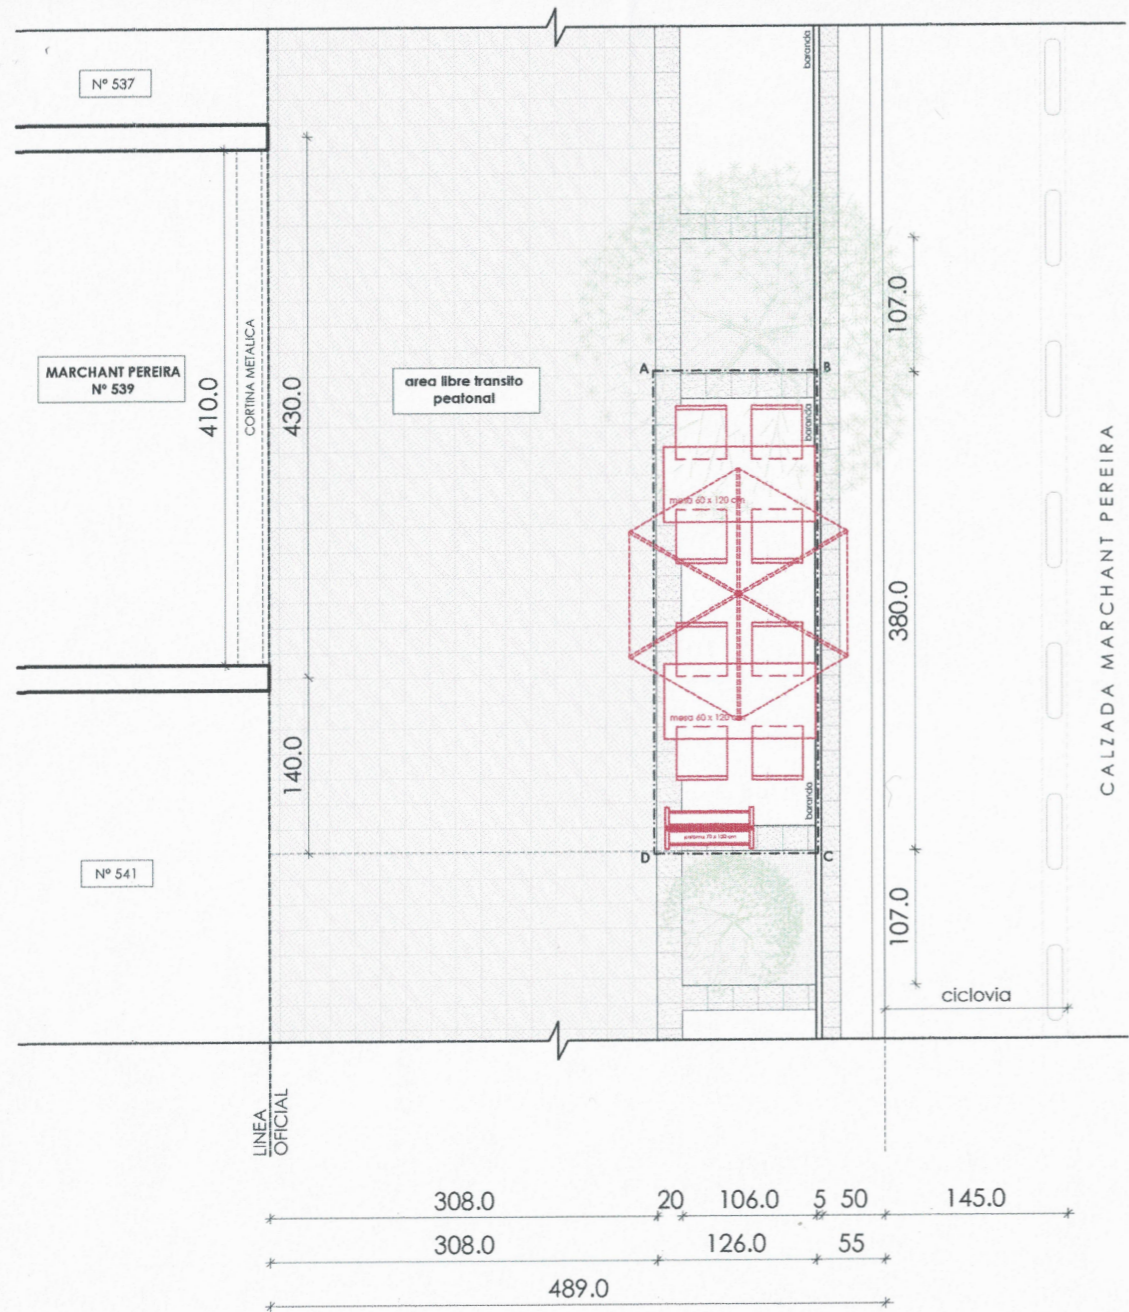 baranda
Nº 537
107.0
MARCHANT PEREIRA
Nº 539
410.0
CORTINA METALICA
430.0
area libre transito
peatonal
A
B
baranda
mesa 60 x 120 cm
CALZADA MARCHANT PEREIRA
380.0
mesa 60 x 120 cm
140.0
baranda
D
C
Nº 541
107.0
ciclovia
LINEA
OFICIAL
308.0 20 106.0 5 50 145.0
308.0 126.0 55
489.0